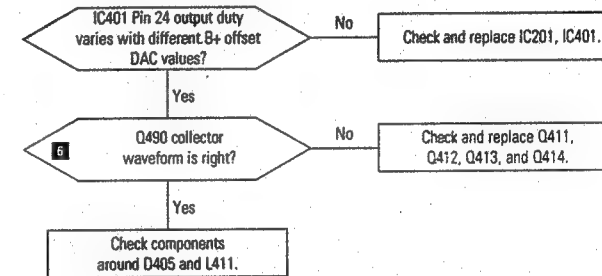 IC401 Pin 24 output duty
varies with different B+ offset
DAC values?
No
Check and replace IC201, IC401.
Yes
6
Q490 collector
waveform is right?
No
Check and replace Q411,
Q412, Q413, and Q414.
Yes
Check components
around D405 and L411.